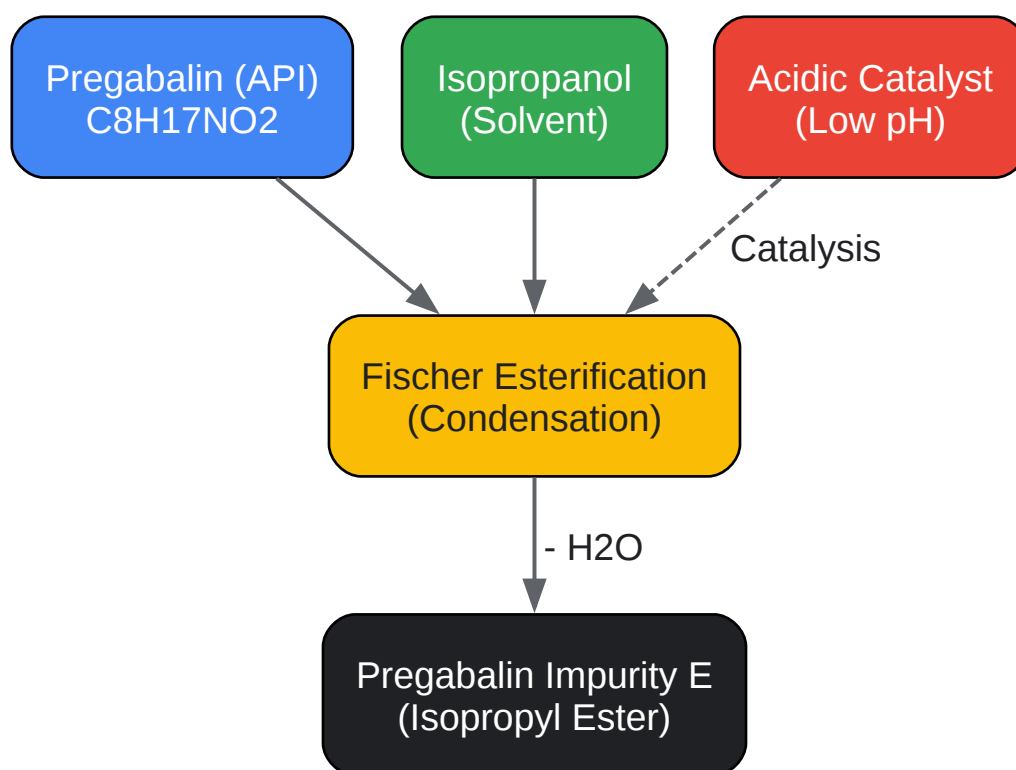 Pregabalin (API)
C8H17NO2
Isopropanol
(Solvent)
Acidic Catalyst
(Low pH)
Catalysis
Fischer Esterification
(Condensation)
- H2O
Pregabalin Impurity E
(Isopropyl Ester)